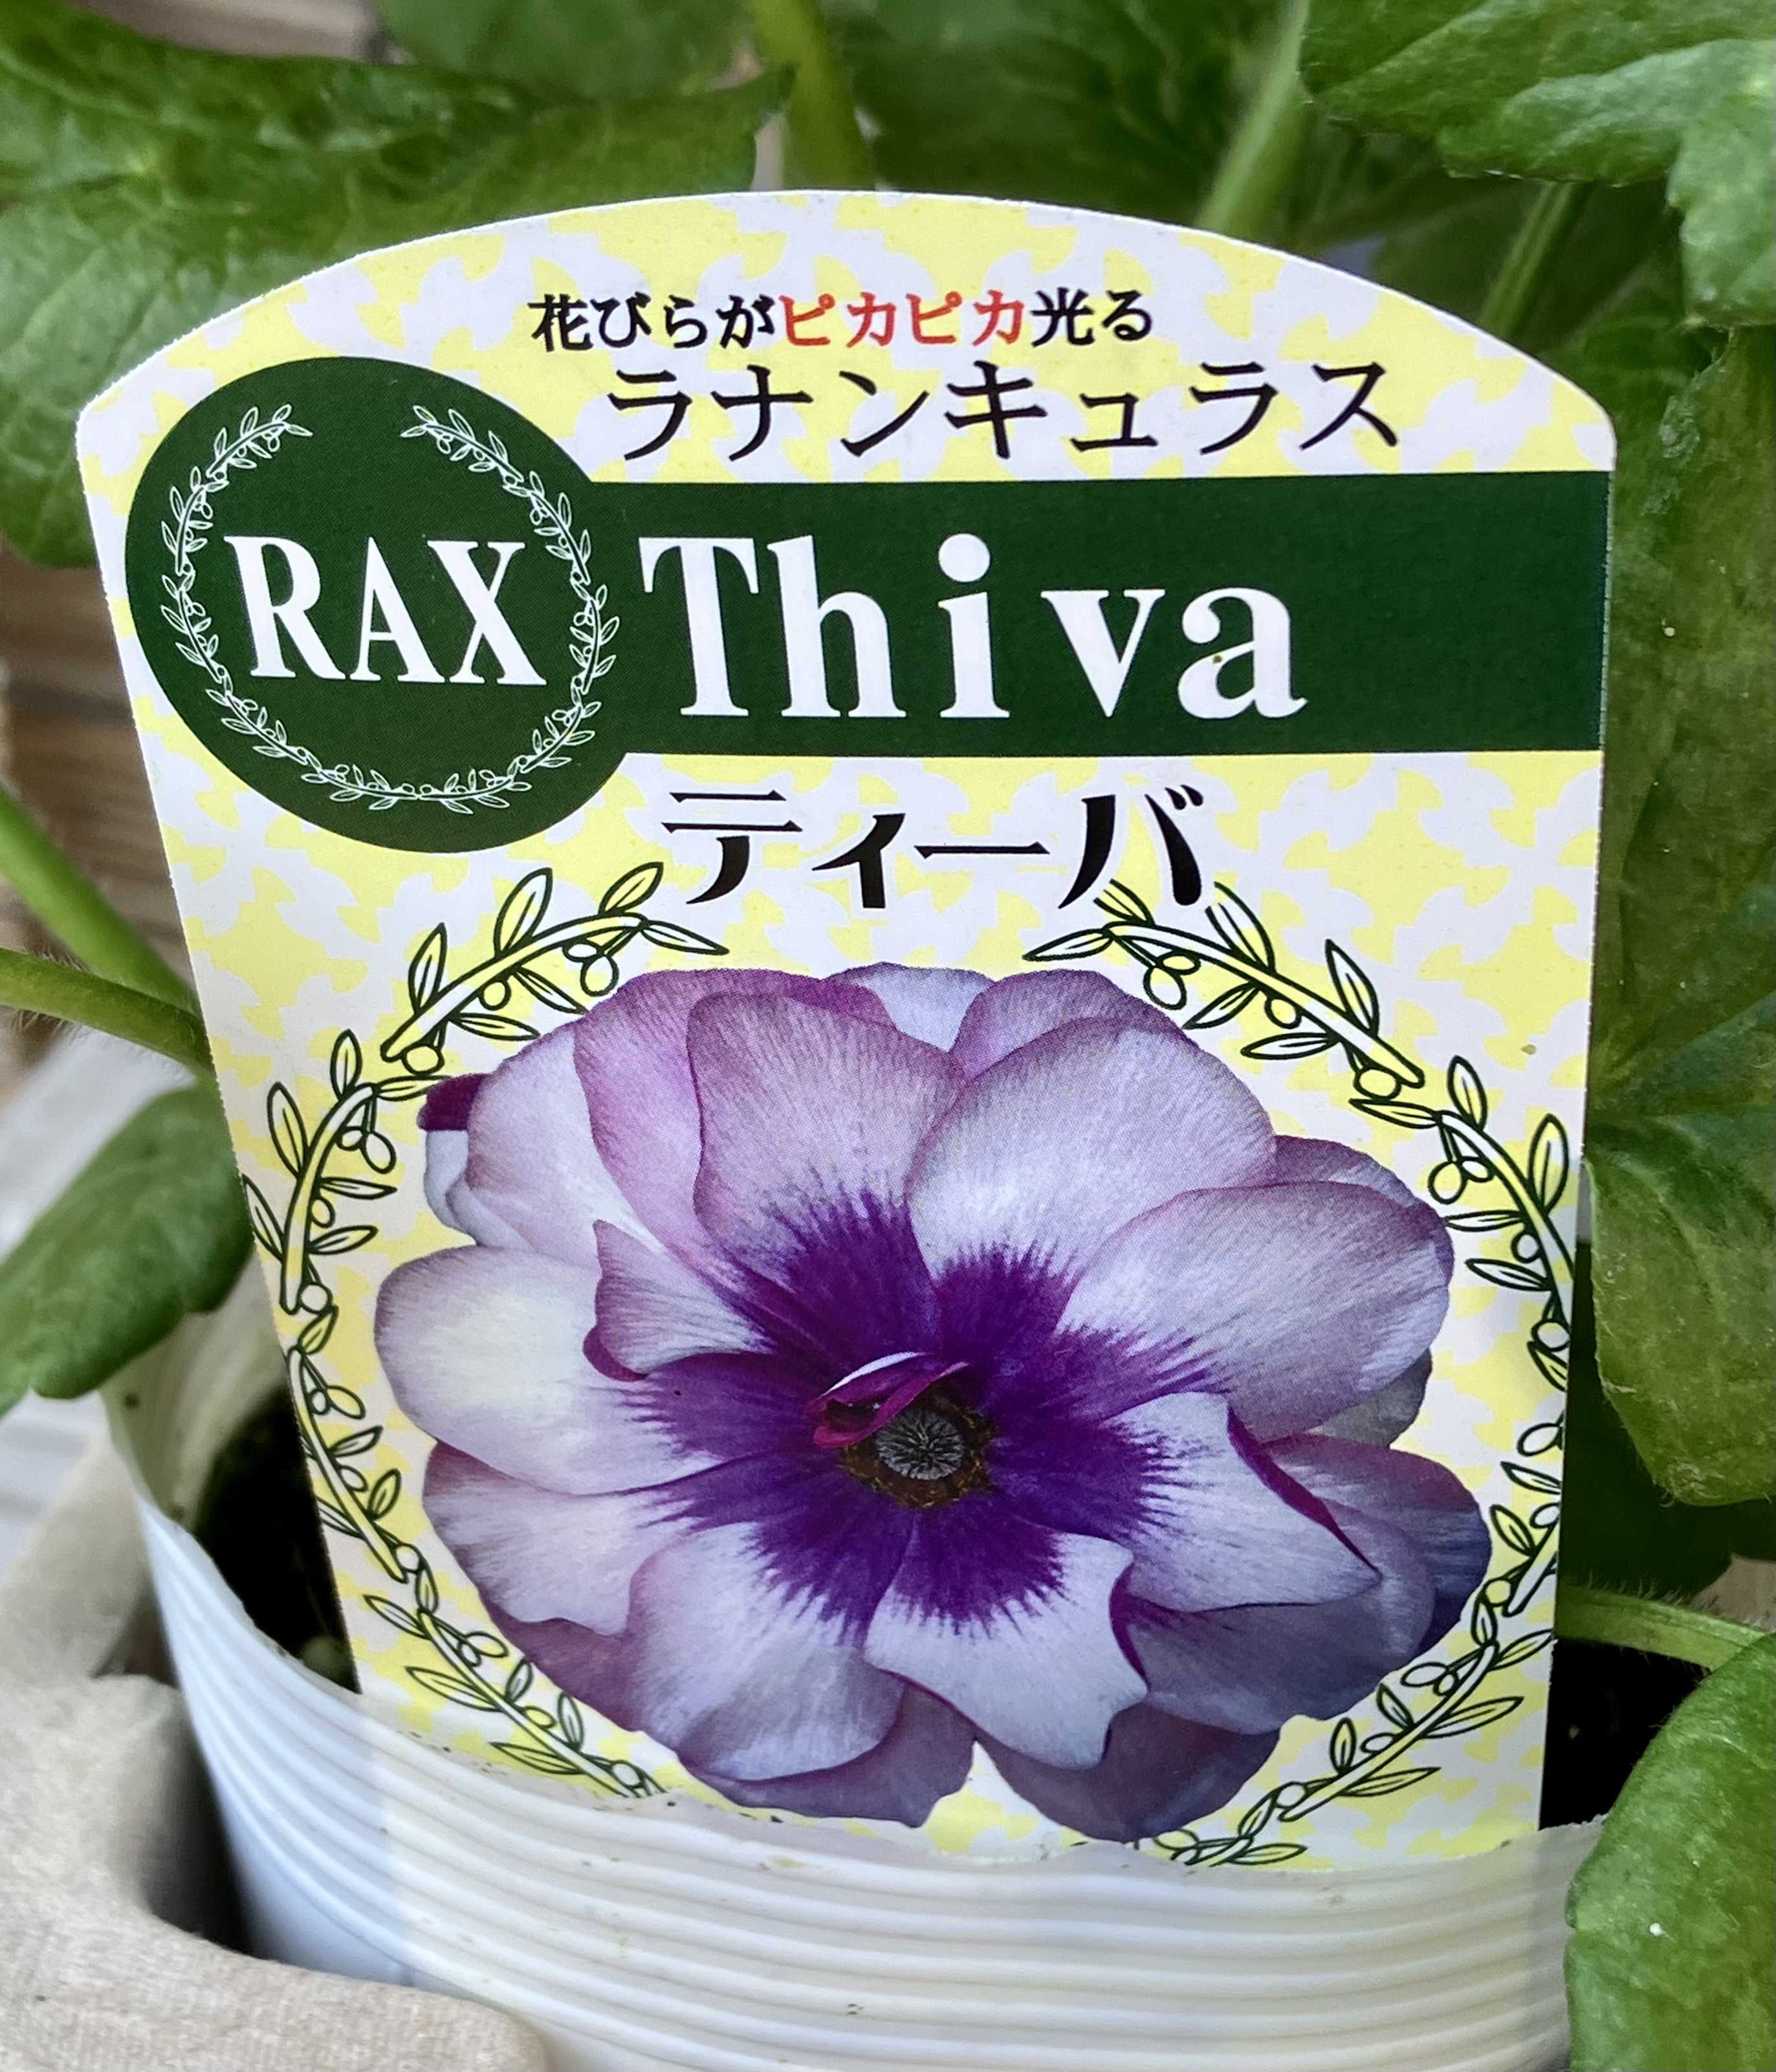 花びらがピカピカ光る
ラナンキュラス
RAX
Thiva
ティーバ